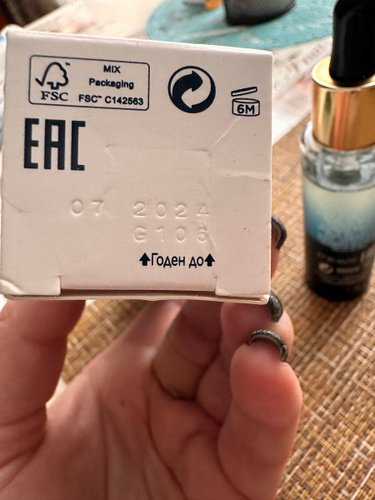 MIX
Packaging
FSC
FSC™ C142563
6M
EAC
07 2024
G106
Годен до